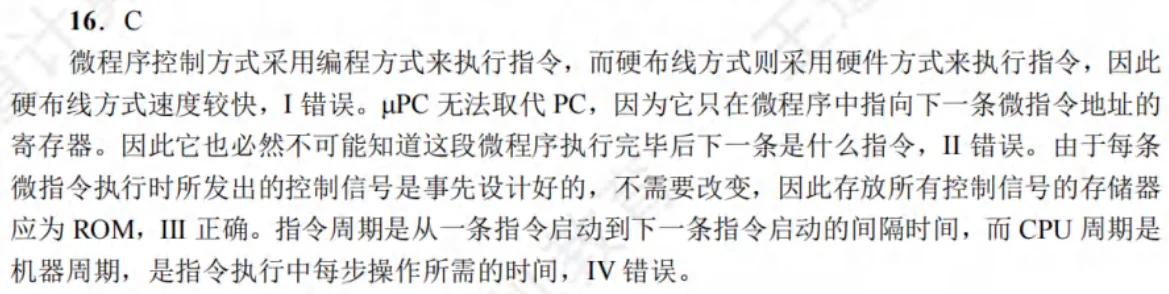 16．C
微程序控制方式采用编程方式来执行指令，而硬布线方式则采用硬件方式来执行指令，因此
硬布线方式速度较快，I 错误。μPC 无法取代 PC，因为它只在微程序中指向下一条微指令地址的
寄存器。因此它也必然不可能知道这段微程序执行完毕后下一条是什么指令，II 错误。由于每条
微指令执行时所发出的控制信号是事先设计好的，不需要改变，因此存放所有控制信号的存储器
应为 ROM，III 正确。指令周期是从一条指令启动到下一条指令启动的间隔时间，而 CPU 周期是
机器周期，是指令执行中每步操作所需的时间，IV 错误。